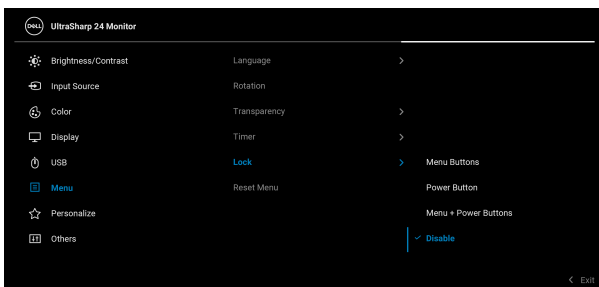 DELL UltraSharp 24 Monitor
Brightness/Contrast Language >
Input Source Rotation
Color Transparency >
Display Timer >
USB Lock > Menu Buttons
Menu Reset Menu Power Button
Personalize Menu + Power Buttons
Others ✓ Disable
< Exit